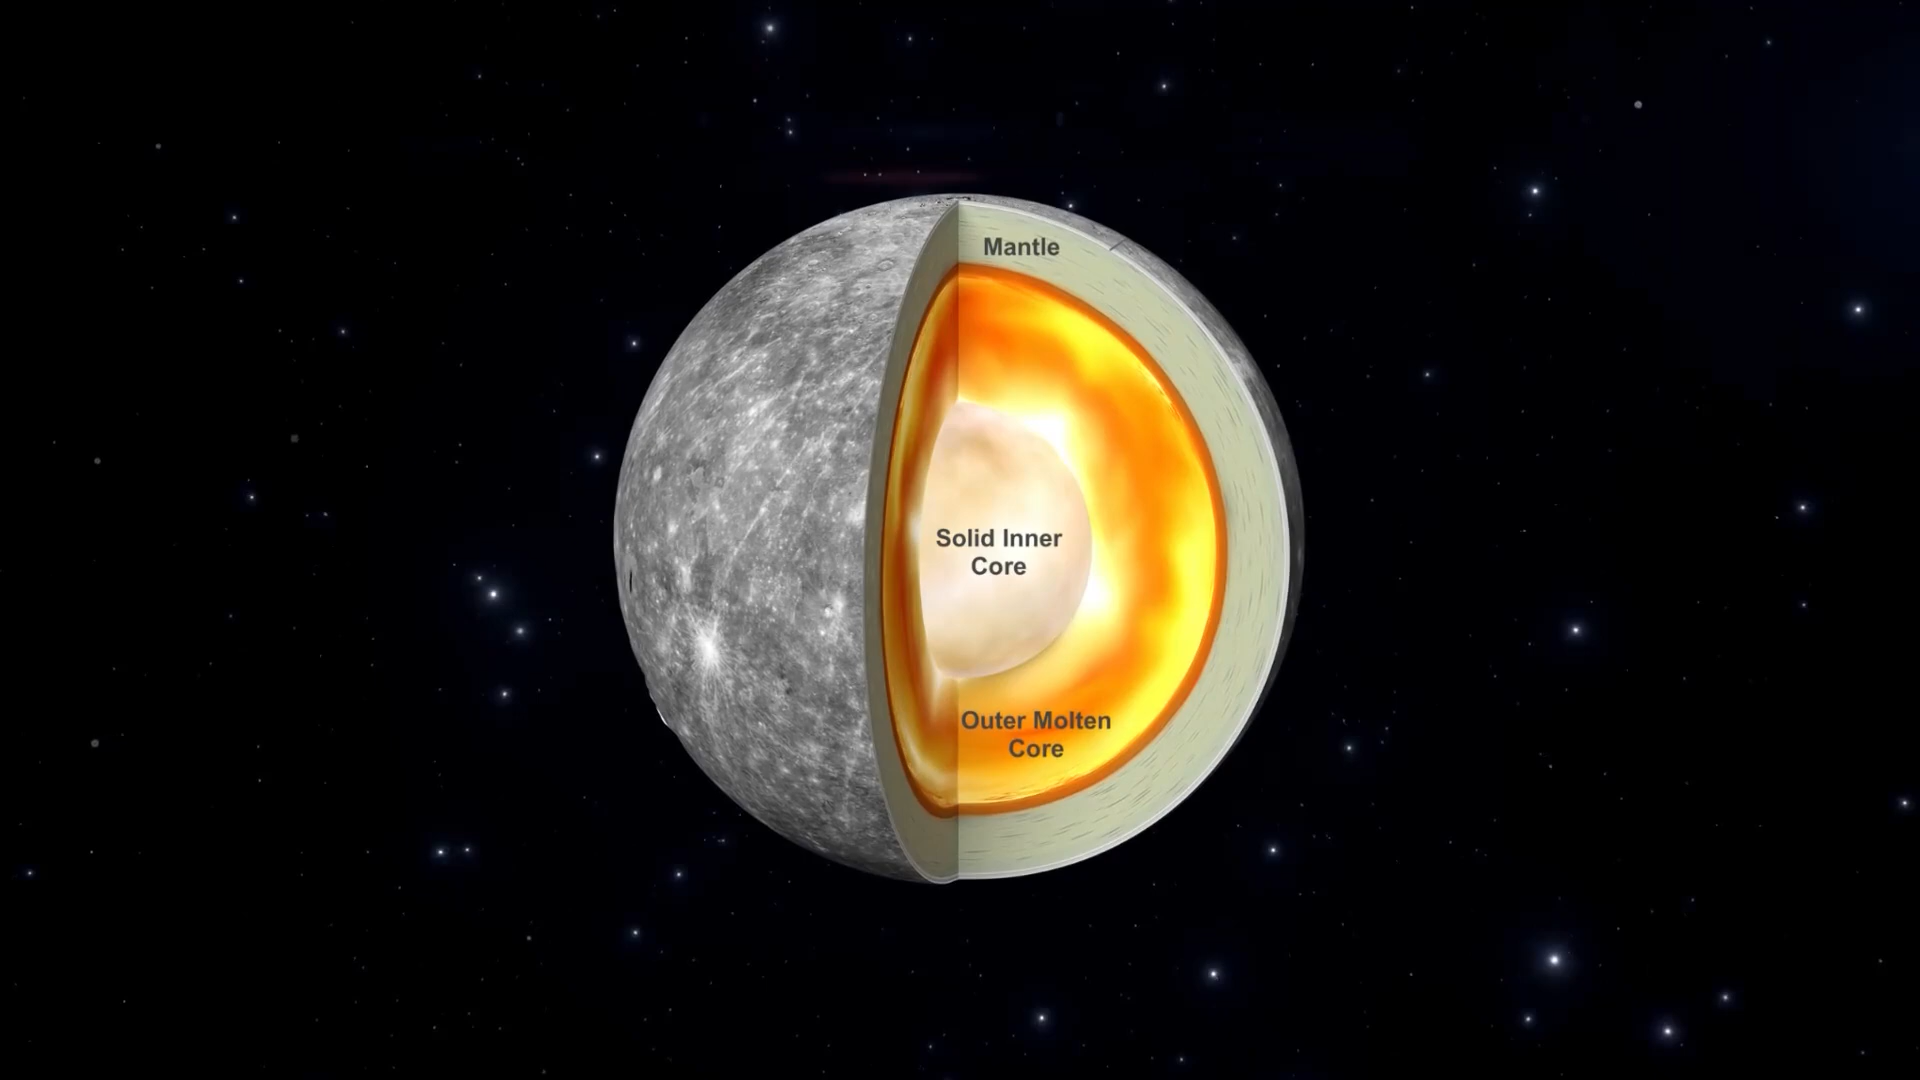 Mantle
Solid Inner
Core
Outer Molten
Core